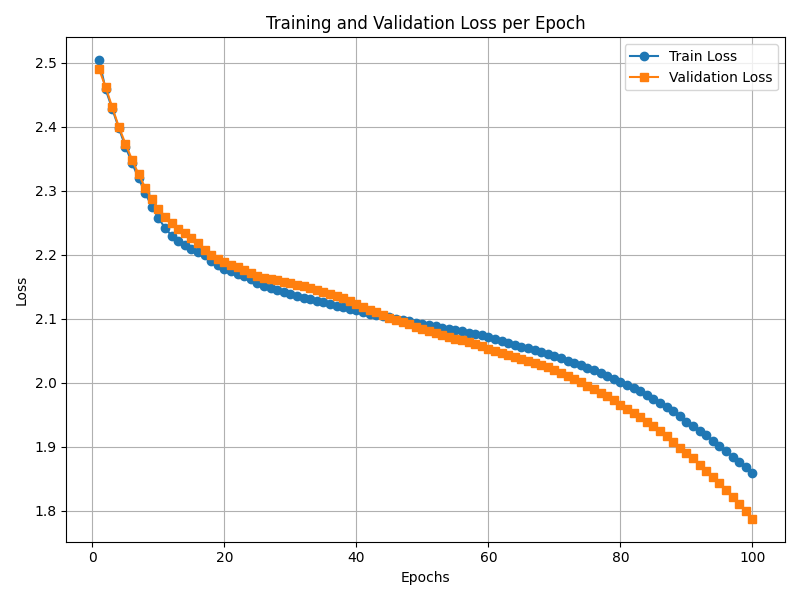 Training and Validation Loss per Epoch
Train Loss
Validation Loss
2.5
2.4
2.3
2.2
2.1
2.0
1.9
1.8
Loss
0 20 40 60 80 100
Epochs